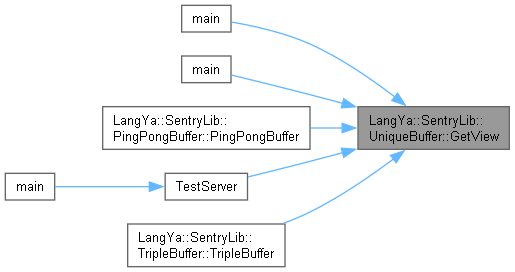 main
main
LangYa::SentryLib::
PingPongBuffer::PingPongBuffer
LangYa::SentryLib::
UniqueBuffer::GetView
main
TestServer
LangYa::SentryLib::
TripleBuffer::TripleBuffer